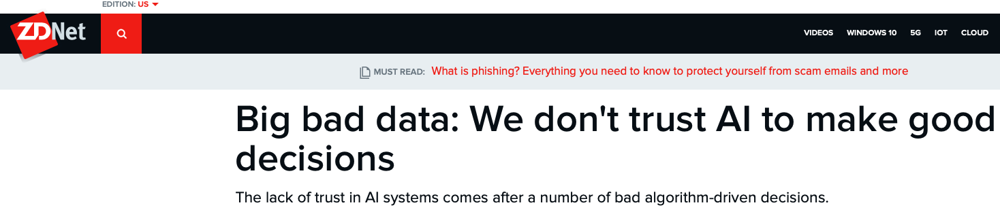 EDITION: US
ZDNet
VIDEOS WINDOWS 10 5G IOT CLOUD
MUST READ: What is phishing? Everything you need to know to protect yourself from scam emails and more
Big bad data: We don't trust AI to make good
decisions
The lack of trust in AI systems comes after a number of bad algorithm-driven decisions.